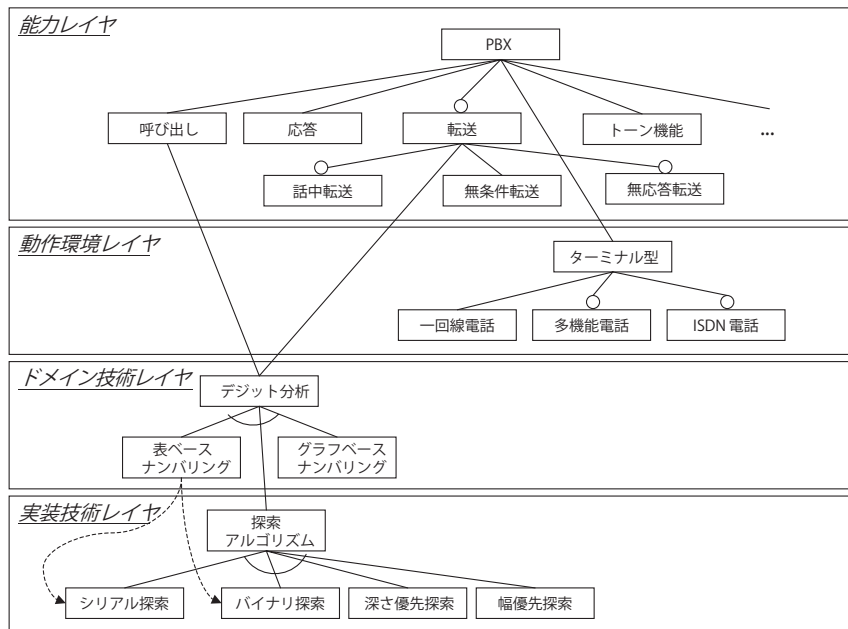 能力レイヤ
PBX
呼び出し
応答
転送
トーン機能
...
話中転送
無条件転送
無応答転送
動作環境レイヤ
ターミナル型
一回線電話
多機能電話
ISDN 電話
ドメイン技術レイヤ
デジット分析
表ベース
ナンバリング
グラフベース
ナンバリング
実装技術レイヤ
探索
アルゴリズム
シリアル探索
バイナリ探索
深さ優先探索
幅優先探索